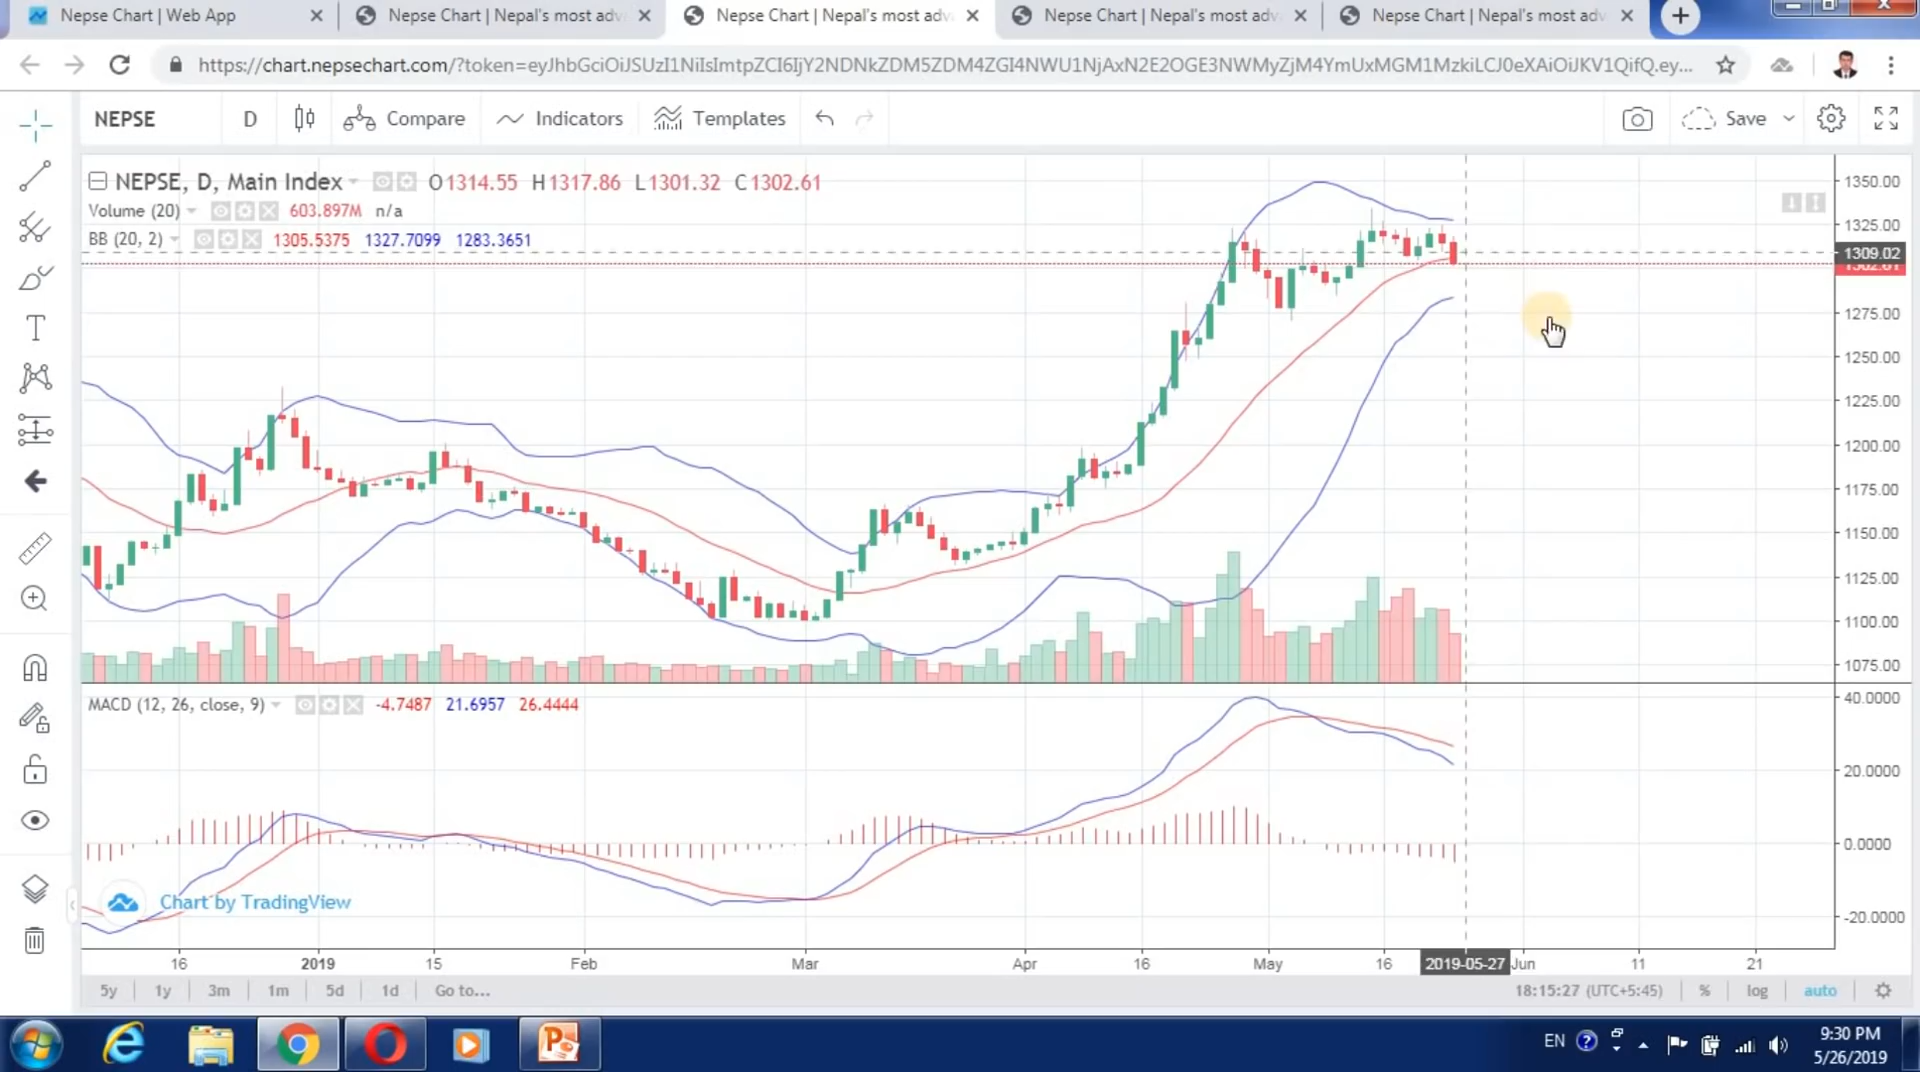 Nepse Chart | Web App
Nepse Chart | Nepal's most adv
Nepse Chart | Nepal's most adv
Nepse Chart | Nepal's most adv
Nepse Chart | Nepal's most adv
NEPSE D Compare Indicators Templates Save
NEPSE, D, Main Index O1314.55 H1317.86 L1301.32 C1302.61
Volume (20) 603.897M n/a
BB (20, 2) 1305.5375 1327.7099 1283.3651
1350.00
1325.00
1309.02
1302.61
1275.00
1250.00
1225.00
1200.00
1175.00
1150.00
1125.00
1100.00
1075.00
MACD (12, 26, close, 9) -4.7487 21.6957 26.4444
40.0000
20.0000
0.0000
-20.0000
Chart by TradingView
16 2019 15 Feb Mar Apr 16 May 16 2019-05-27 Jun 11 21
5y 1y 3m 1m 5d 1d Go to... 18:15:27 (UTC+5:45) % log auto
EN
9:30 PM
5/26/2019